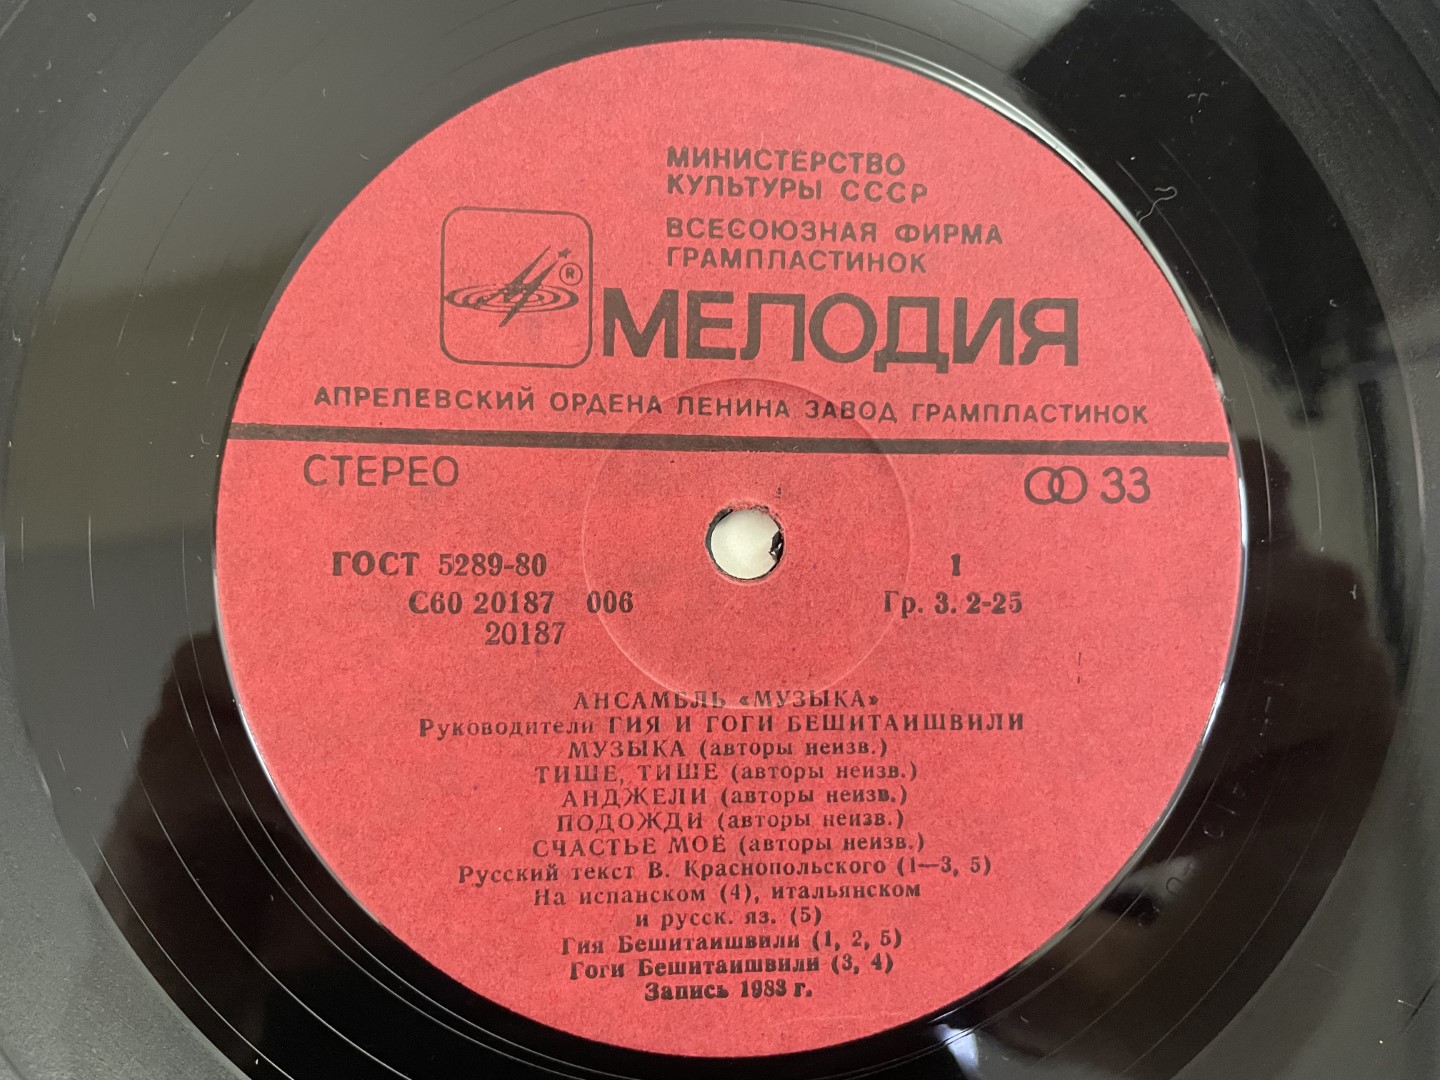 МИНИСТЕРСТВО
КУЛЬТУРЫ СССР
ВСЕСОЮЗНАЯ ФИРМА
ГРАМПЛАСТИНОК
®
МЕЛОДИЯ
АПРЕЛЕВСКИЙ ОРДЕНА ЛЕНИНА ЗАВОД ГРАМПЛАСТИНОК
СТЕРЕО 33
ГОСТ 5289-80 1
С60 20187 006 Гр. 3. 2-25
20187
АНСАМБЛЬ «МУЗЫКА»
Руководители ГИЯ И ГОГИ БЕШИТАИШВИЛИ
МУЗЫКА (авторы неизв.)
ТИШЕ, ТИШЕ (авторы неизв.)
АНДЖЕЛИ (авторы неизв.)
ПОДОЖДИ (авторы неизв.)
СЧАСТЬЕ МОЁ (авторы неизв.)
Русский текст В. Краснопольского (1—3, 5)
На испанском (4), итальянском
и русск. яз. (5)
Гия Бешитаишвили (1, 2, 5)
Гоги Бешитаишвили (3, 4)
Запись 1983 г.